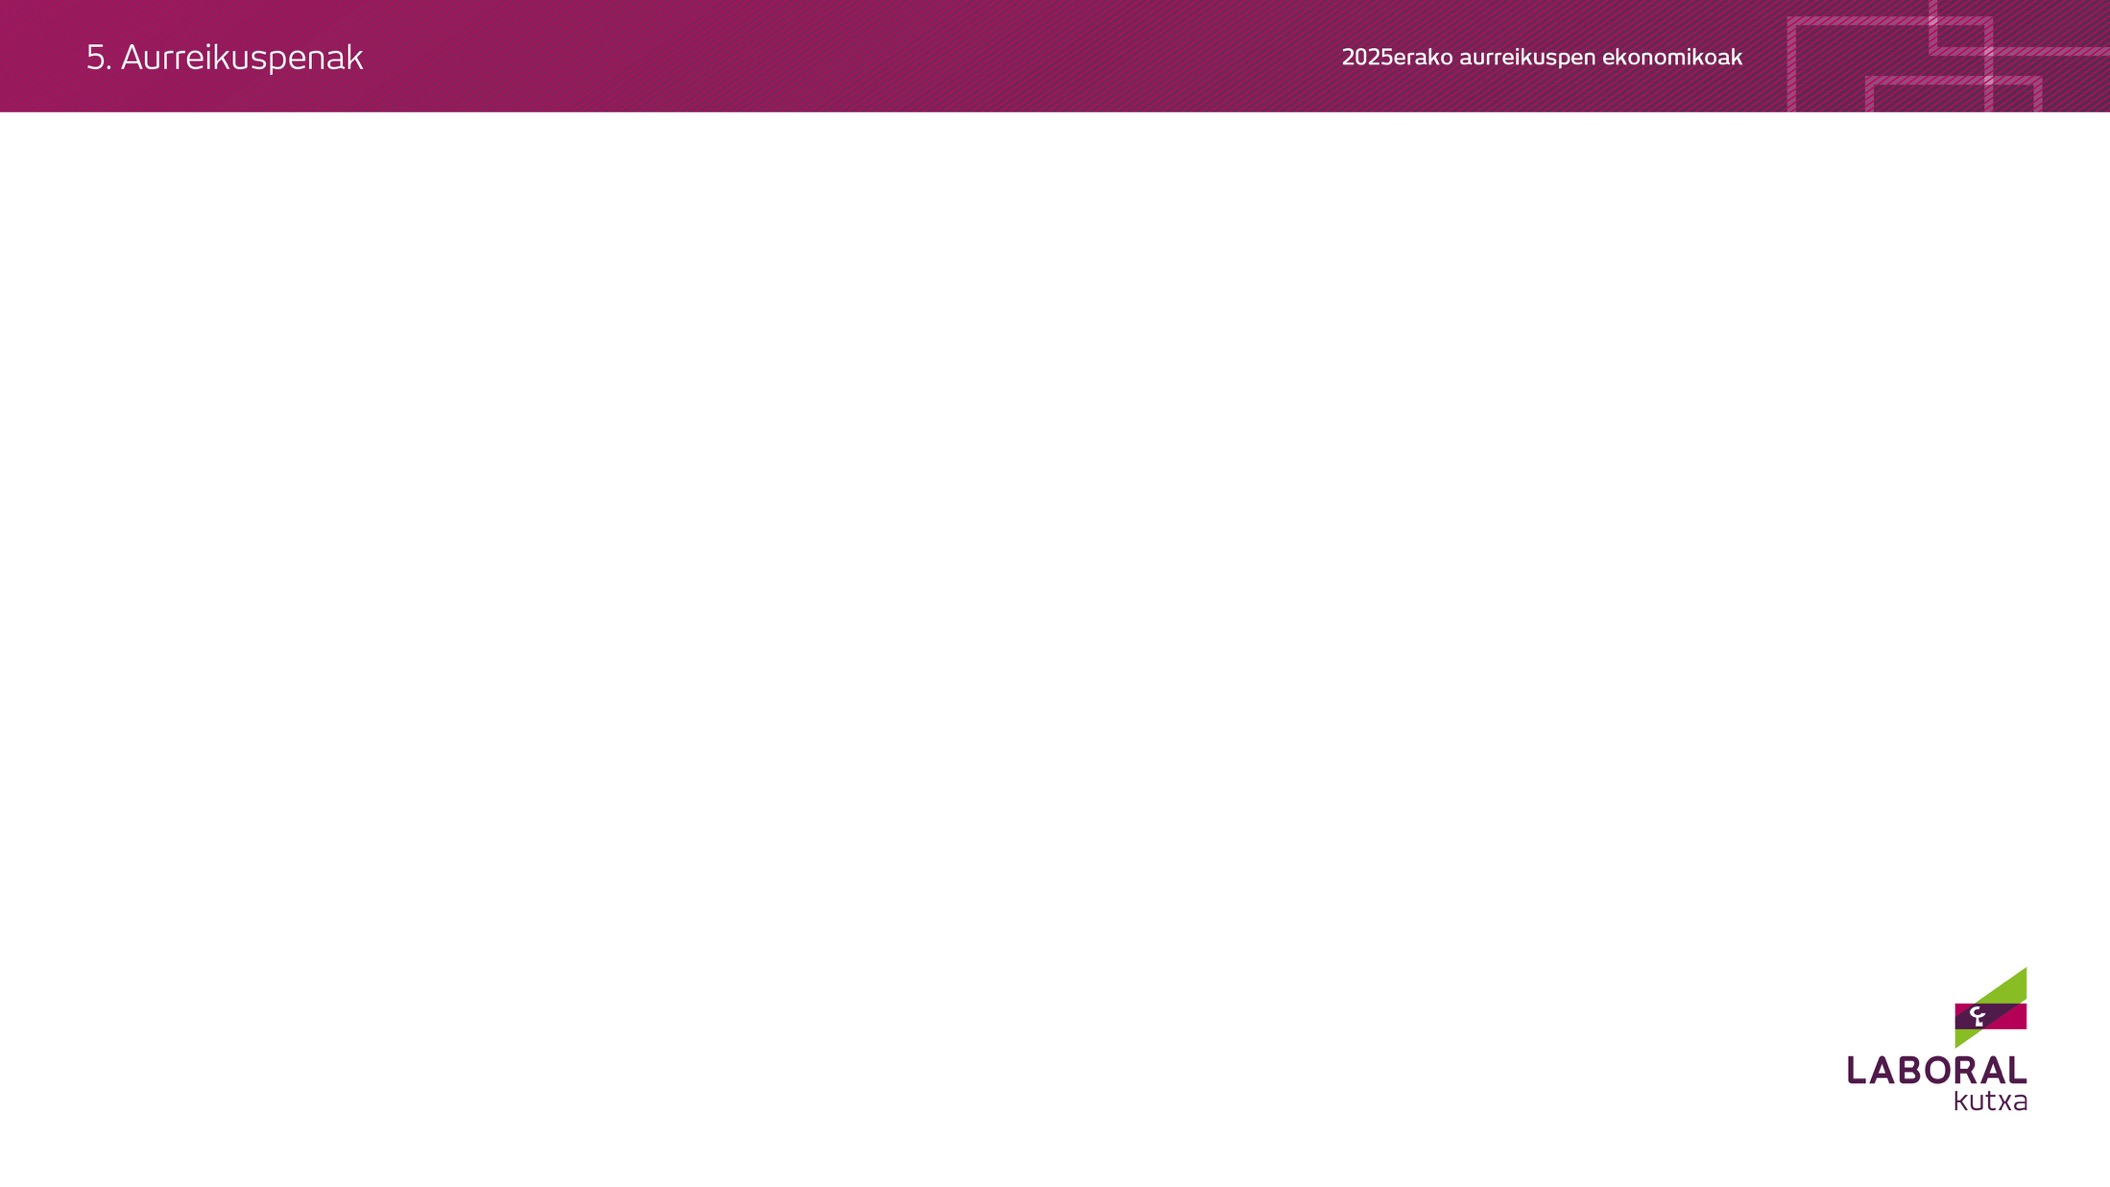 5. Aurreikuspenak
2025erako aurreikuspen ekonomikoak
LABORAL
kutxa